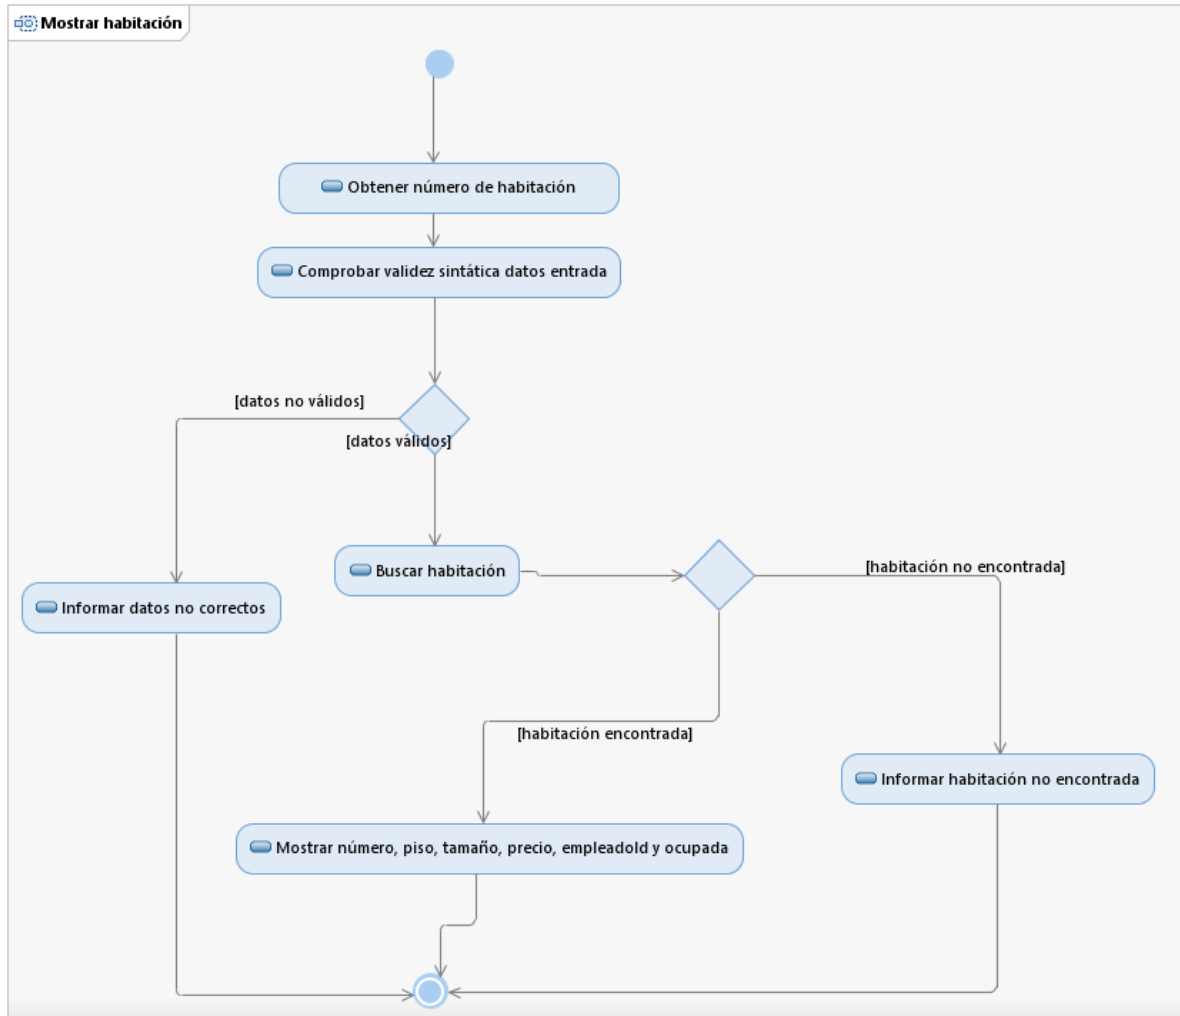 Mostrar habitación
Obtener número de habitación
Comprobar validez sintática datos entrada
[datos no válidos]
[datos válidos]
Buscar habitación
[habitación no encontrada]
Informar datos no correctos
[habitación encontrada]
Informar habitación no encontrada
Mostrar número, piso, tamaño, precio, empleadoId y ocupada